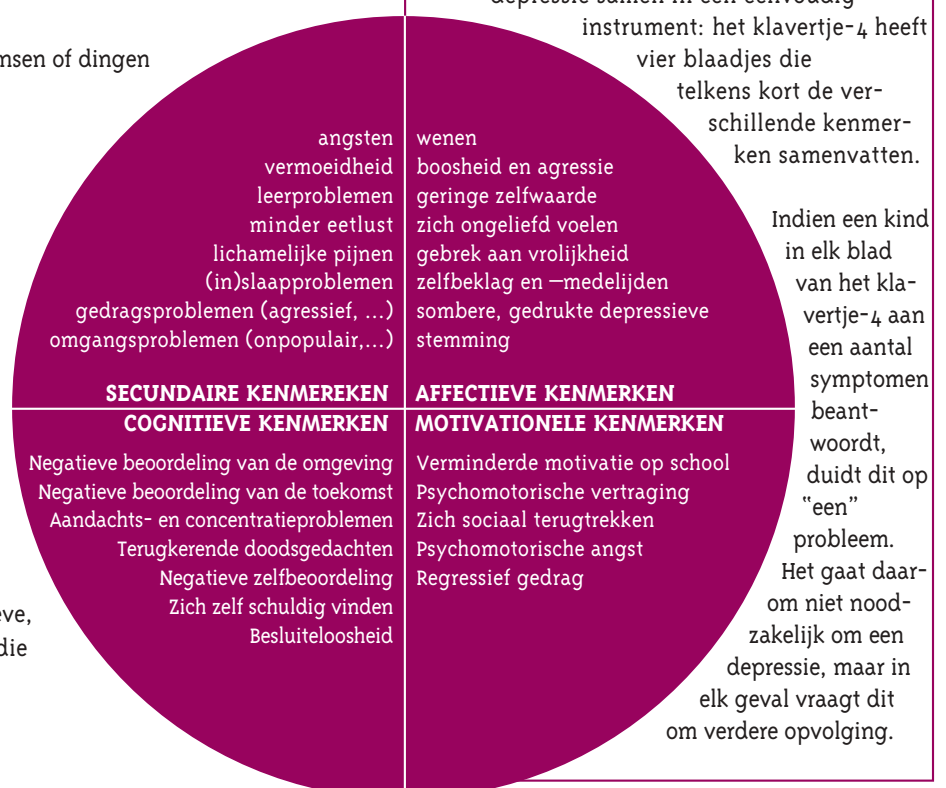 depressie samen in een eenvoudig
instrument: het klavertje-4 heeft
vier blaadjes die
telkens kort de ver-
schillende kenmer-
ken samenvatten.
Indien een kind
in elk blad
van het kla-
vertje-4 aan
een aantal
symptomen
beant-
woordt,
duidt dit op
“een”
probleem.
Het gaat daar-
om niet nood-
zakelijk om een
depressie, maar in
elk geval vraagt dit
om verdere opvolging.
msen of dingen
angsten
vermoeidheid
leerproblemen
minder eetlust
lichamelijke pijnen
(in)slaapproblemen
gedragsproblemen (agressief, ...)
omgangsproblemen (onpopulair,...)
SECUNDAIRE KENMEREKEN
wenen
boosheid en agressie
geringe zelfwaarde
zich ongeliefd voelen
gebrek aan vrolijkheid
zelfbeklag en —medelijden
sombere, gedrukte depressieve
stemming
AFFECTIEVE KENMERKEN
COGNITIEVE KENMERKEN
Negatieve beoordeling van de omgeving
Negatieve beoordeling van de toekomst
Aandachts- en concentratieproblemen
Terugkerende doodsgedachten
Negatieve zelfbeoordeling
Zich zelf schuldig vinden
Besluiteloosheid
MOTIVATIONELE KENMERKEN
Verminderde motivatie op school
Psychomotorische vertraging
Zich sociaal terugtrekken
Psychomotorische angst
Regressief gedrag
eve,
die